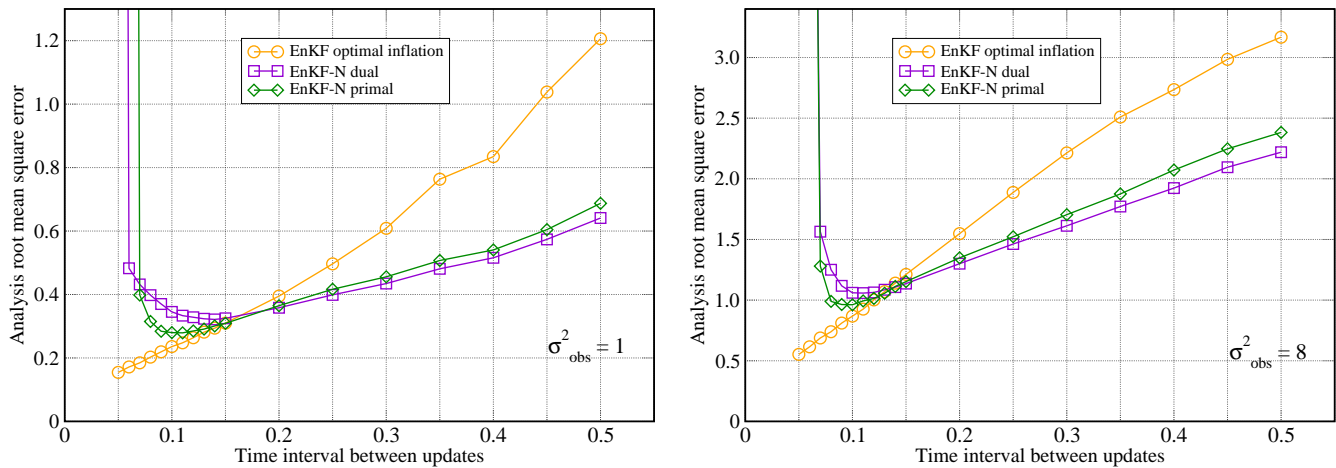 Analysis root mean square error
1.2
1.0
0.8
0.6
0.4
0.2
0
EnKF optimal inflation
EnKF-N dual
EnKF-N primal
σ²obs = 1
0 0.1 0.2 0.3 0.4 0.5
Time interval between updates
Analysis root mean square error
3.0
2.5
2.0
1.5
1.0
0.5
0
EnKF optimal inflation
EnKF-N dual
EnKF-N primal
σ²obs = 8
0 0.1 0.2 0.3 0.4 0.5
Time interval between updates